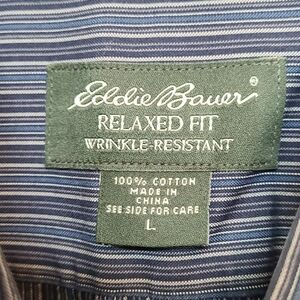 Eddie Bauer®
RELAXED FIT
WRINKLE-RESISTANT
100% COTTON
MADE IN
CHINA
SEE SIDE FOR CARE
L